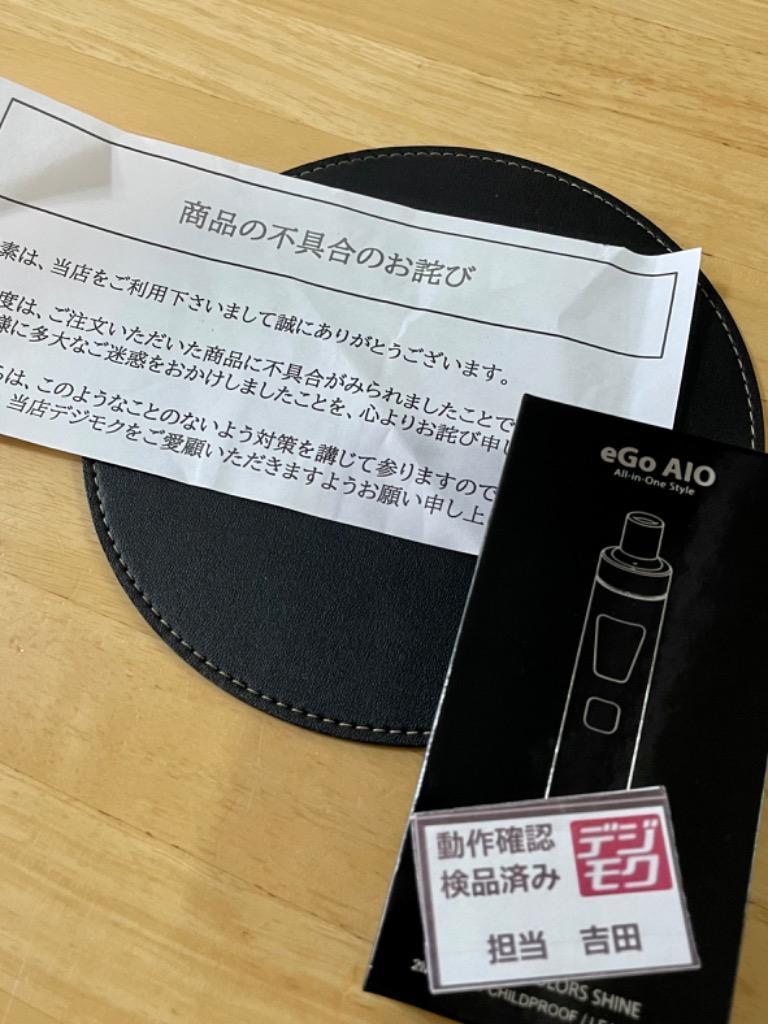 商品の不具合のお詫び
素は、当店をご利用下さいまして誠にありがとうございます。
度は、ご注文いただいた商品に不具合がみられましたことで
様に多大なご迷惑をおかけしましたことを、心よりお詫び申し
は、このようなことのないよう対策を講じて参りますので
当店デジモクをご愛顧いただきますようお願い申し上
eGo AIO
All-in-One Style
動作確認
検品済み
デジ
モク
担当 吉田
COLORS SHINE
CHILDPROOF /